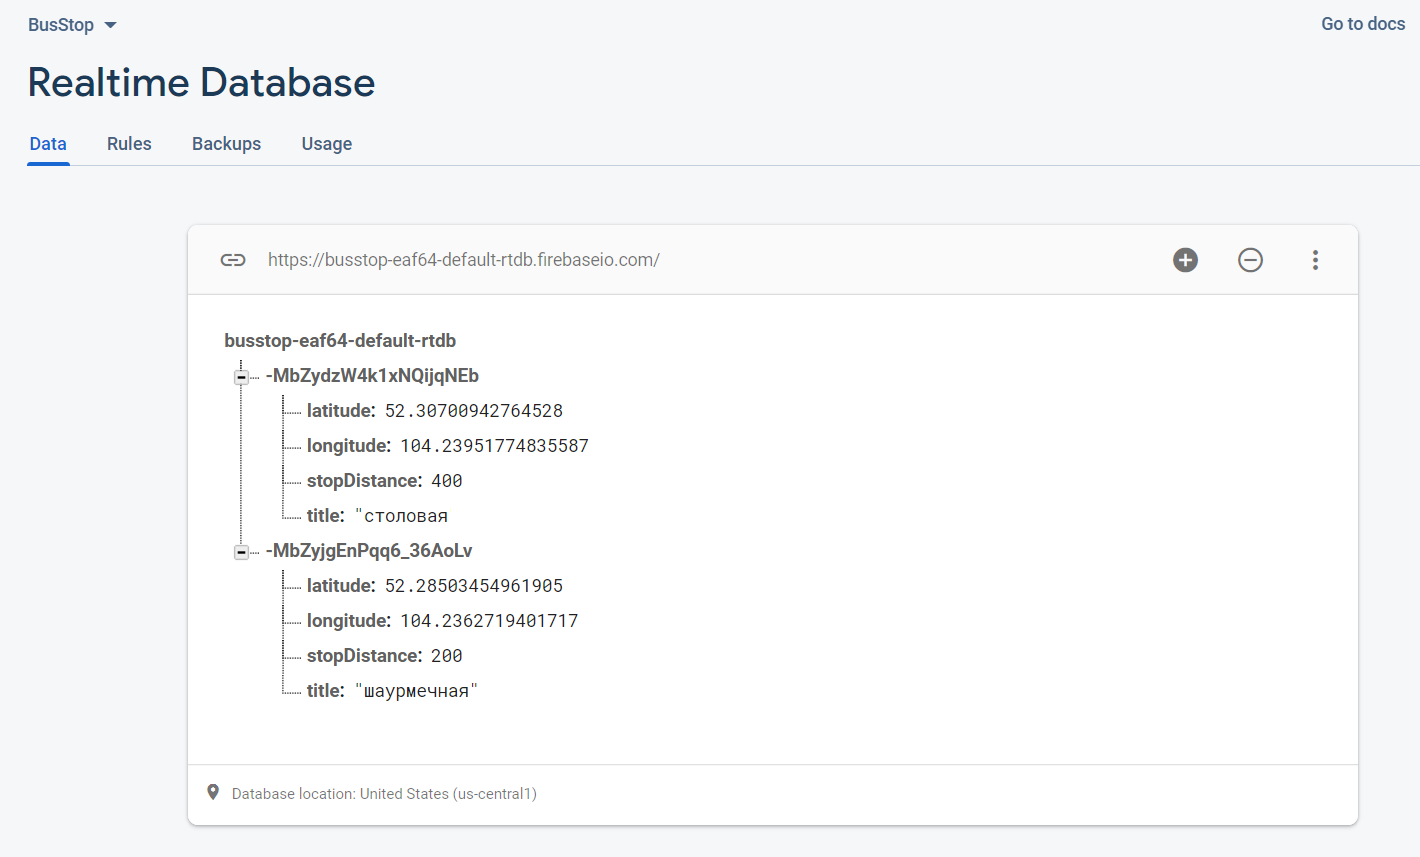 BusStop
Go to docs
Realtime Database
Data Rules Backups Usage
https://busstop-eaf64-default-rtdb.firebaseio.com/
busstop-eaf64-default-rtdb
-MbZydzW4k1xNQijqNEb
latitude: 52.30700942764528
longitude: 104.23951774835587
stopDistance: 400
title: "столовая
-MbZyjgEnPqq6_36AoLv
latitude: 52.28503454961905
longitude: 104.2362719401717
stopDistance: 200
title: "шаурмечная"
Database location: United States (us-central1)